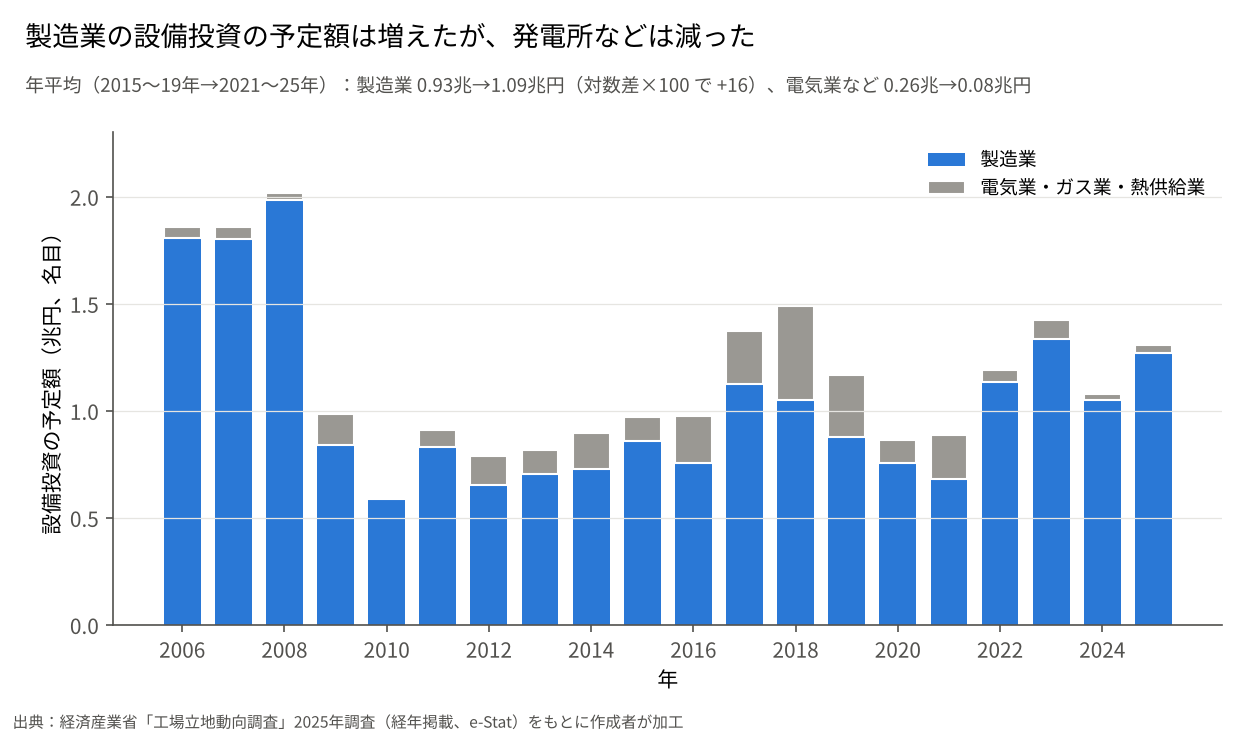 製造業の設備投資の予定額は増えたが、発電所などは減った
年平均（2015～19年→2021～25年）：製造業 0.93兆→1.09兆円（対数差×100 で +16）、電気業など 0.26兆→0.08兆円
製造業
電気業・ガス業・熱供給業
設備投資の予定額（兆円、名目）
2.0
1.5
1.0
0.5
0.0
2006 2008 2010 2012 2014 2016 2018 2020 2022 2024
年
出典：経済産業省「工場立地動向調査」2025年調査（経年掲載、e-Stat）をもとに作成者が加工